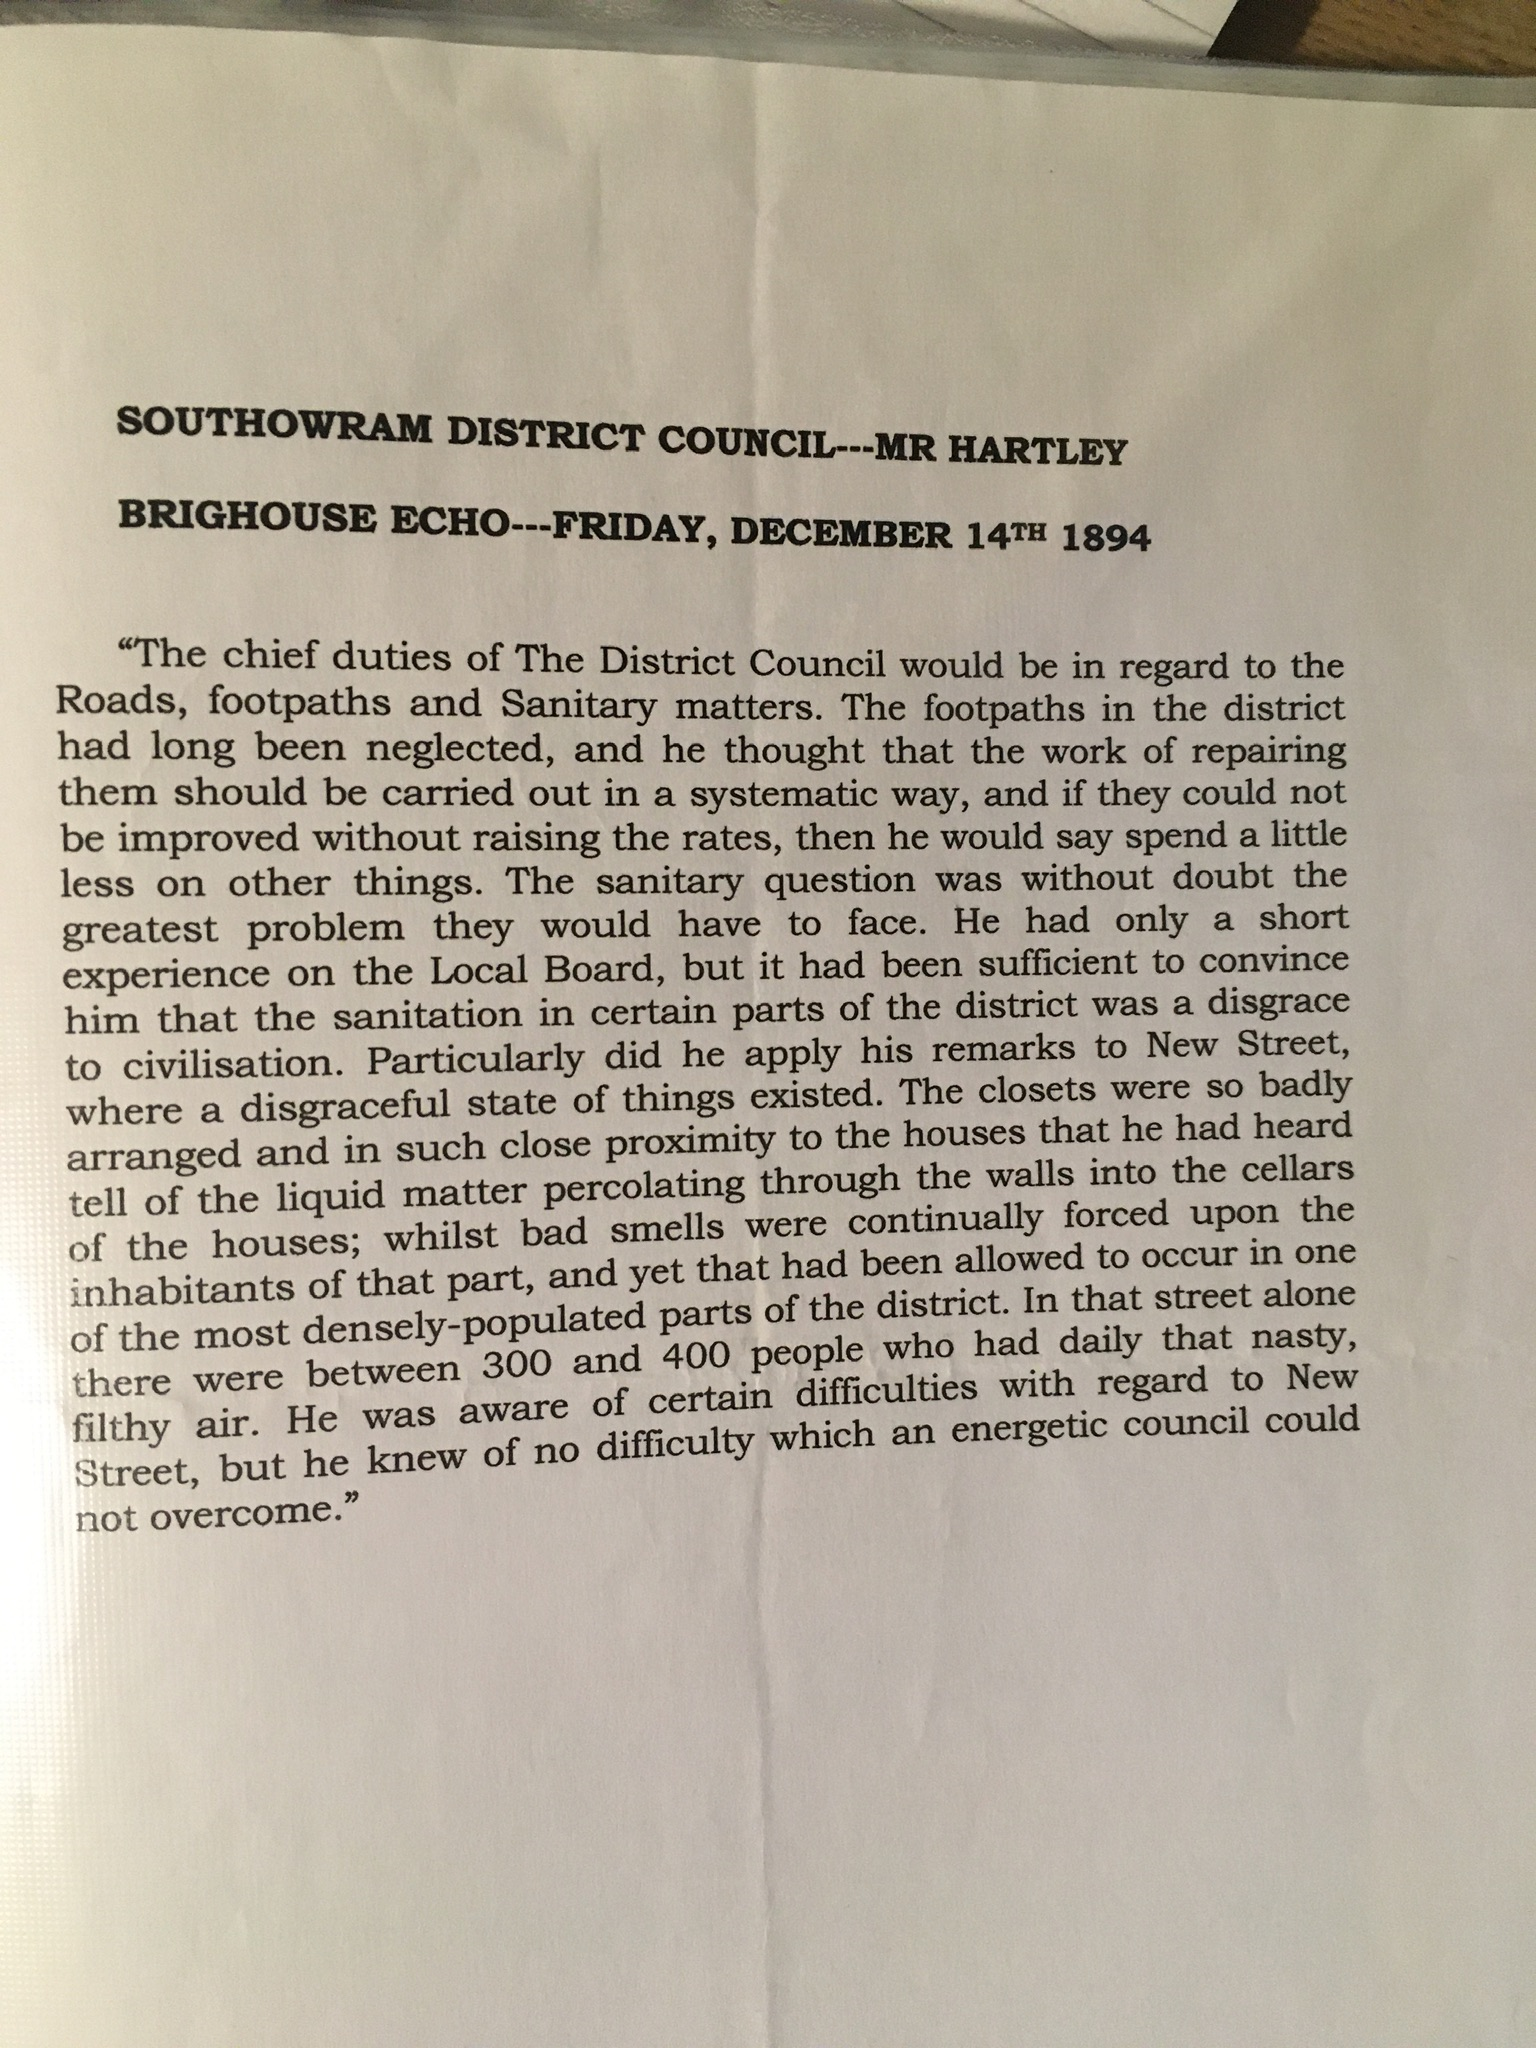 SOUTHOWRAM DISTRICT COUNCIL---MR HARTLEY
BRIGHOUSE ECHO---FRIDAY, DECEMBER 14TH 1894
“The chief duties of The District Council would be in regard to the
Roads, footpaths and Sanitary matters. The footpaths in the district
had long been neglected, and he thought that the work of repairing
them should be carried out in a systematic way, and if they could not
be improved without raising the rates, then he would say spend a little
less on other things. The sanitary question was without doubt the
greatest problem they would have to face. He had only a short
experience on the Local Board, but it had been sufficient to convince
him that the sanitation in certain parts of the district was a disgrace
to civilisation. Particularly did he apply his remarks to New Street,
where a disgraceful state of things existed. The closets were so badly
arranged and in such close proximity to the houses that he had heard
tell of the liquid matter percolating through the walls into the cellars
of the houses; whilst bad smells were continually forced upon the
inhabitants of that part, and yet that had been allowed to occur in one
of the most densely-populated parts of the district. In that street alone
there were between 300 and 400 people who had daily that nasty,
filthy air. He was aware of certain difficulties with regard to New
Street, but he knew of no difficulty which an energetic council could
not overcome.”